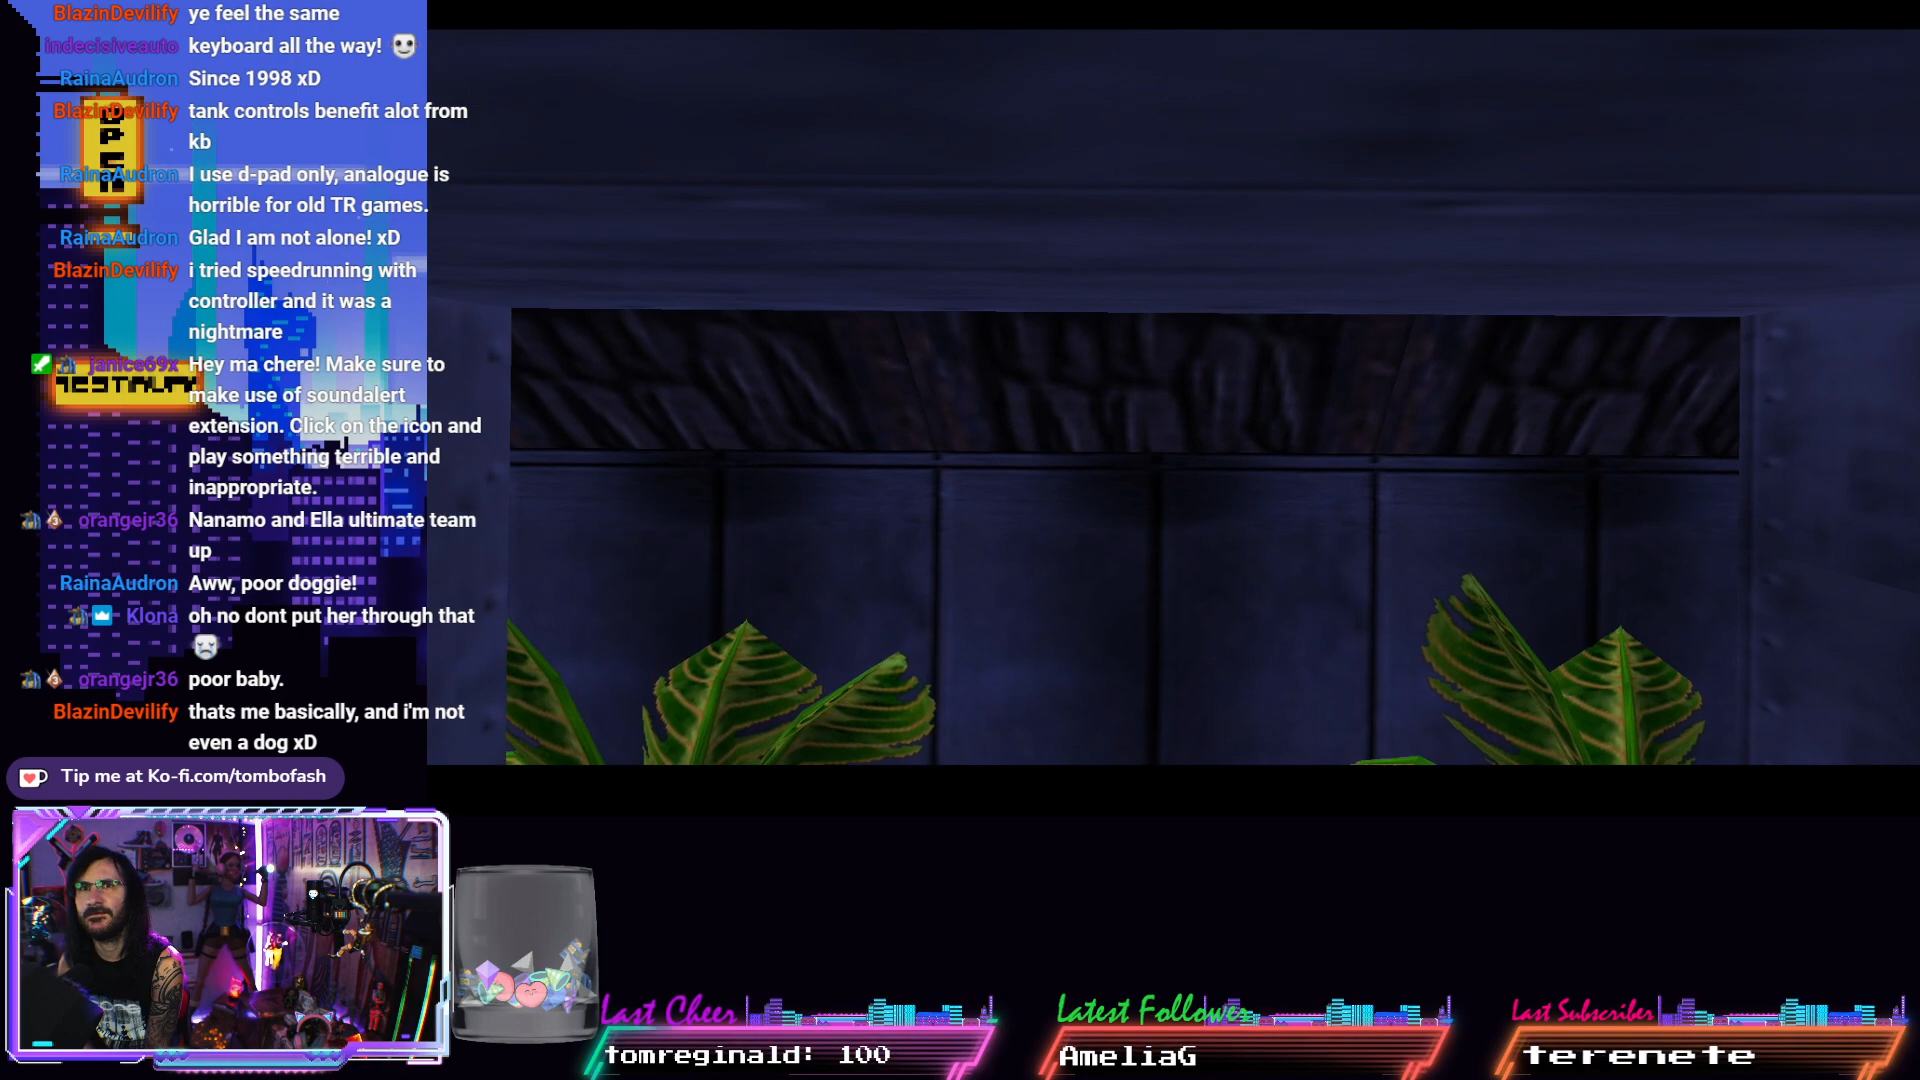 BlazinDevilify ye feel the same
indecisiveauto keyboard all the way!
RainaAudron Since 1998 xD
BlazinDevilify tank controls benefit alot from
kb
OPEN
RainaAudron I use d-pad only, analogue is
horrible for old TR games.
RainaAudron Glad I am not alone! xD
BlazinDevilify i tried speedrunning with
controller and it was a
nightmare
janice69x Hey ma chere! Make sure to
make use of soundalert
extension. Click on the icon and
play something terrible and
inappropriate.
3 orangejr36 Nanamo and Ella ultimate team
up
RainaAudron Aww, poor doggie!
Klona oh no dont put her through that
3 orangejr36 poor baby.
BlazinDevilify thats me basically, and i'm not
even a dog xD
Tip me at Ko-fi.com/tombofash
Last Cheer
tomreginald: 100
Latest Follower
AmeliaG
Last Subscriber
terenete